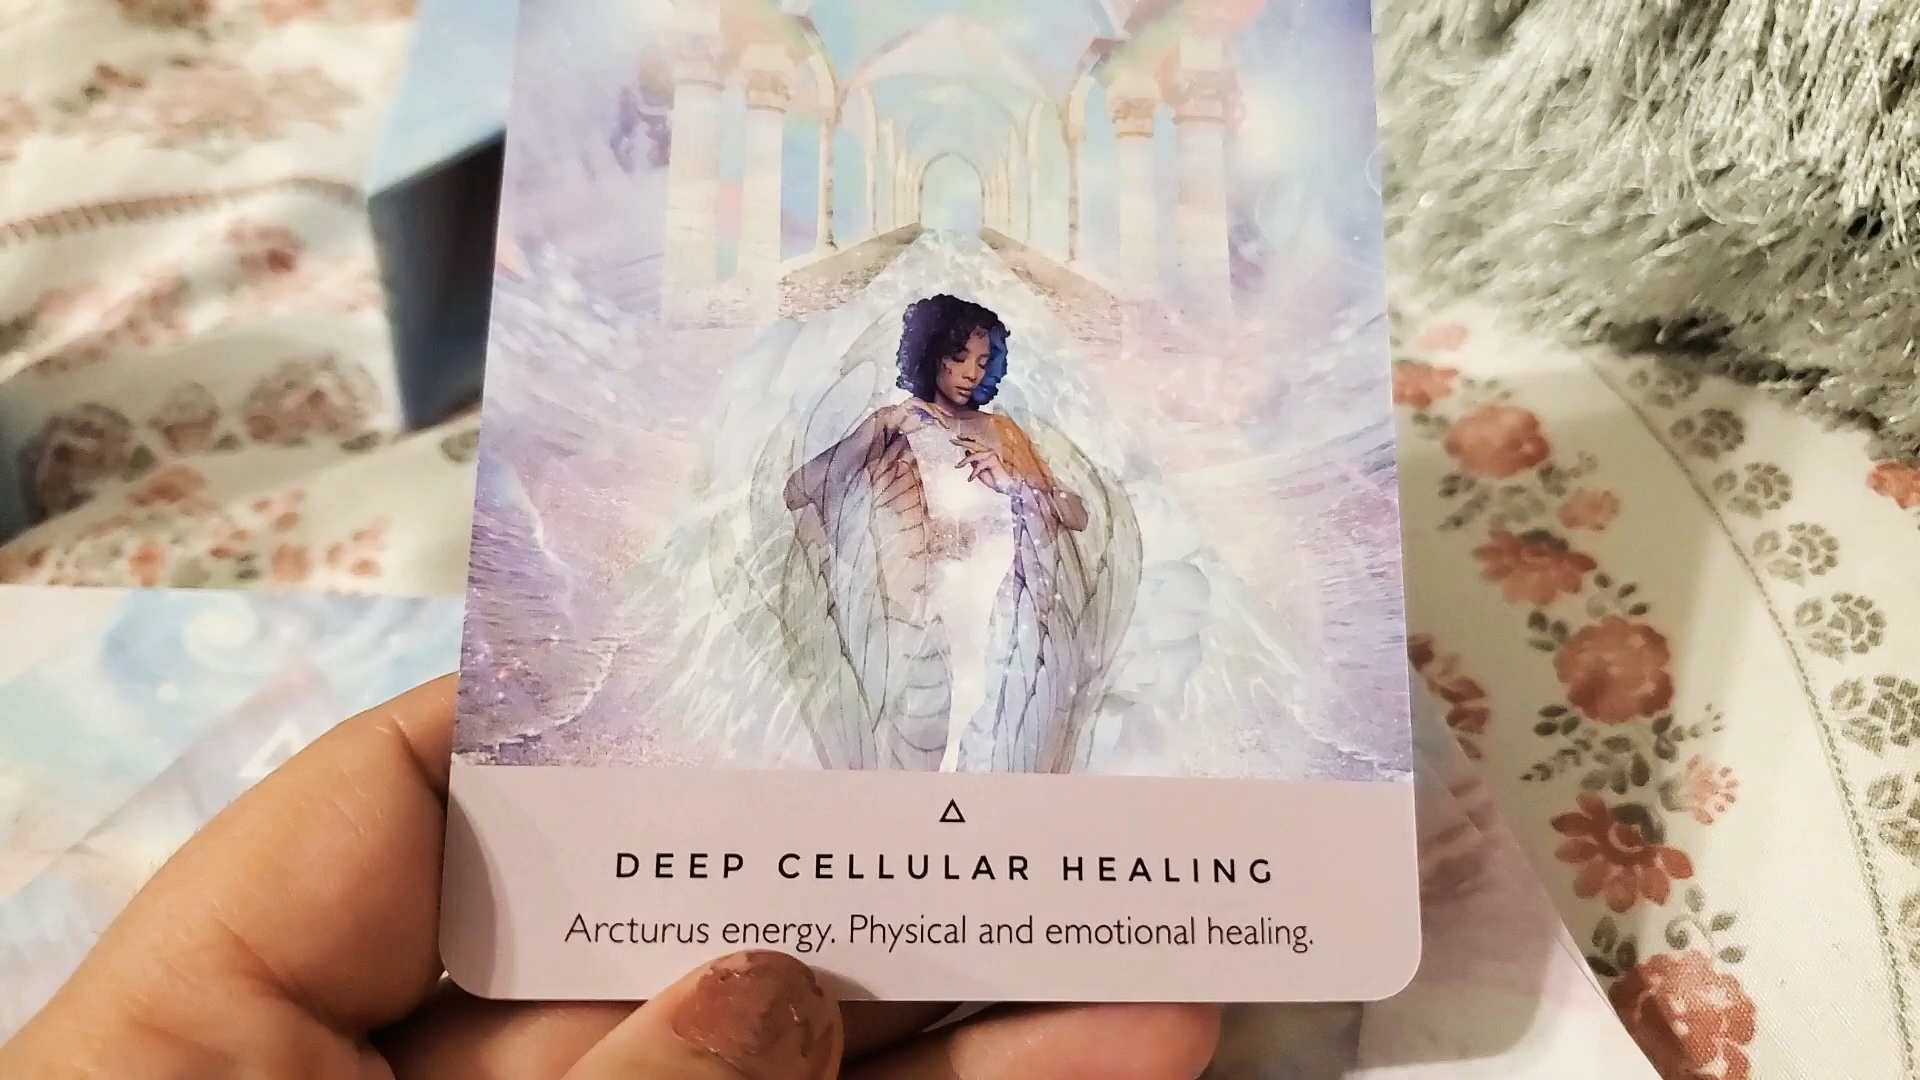 DEEP CELLULAR HEALING
Arcturus energy. Physical and emotional healing.